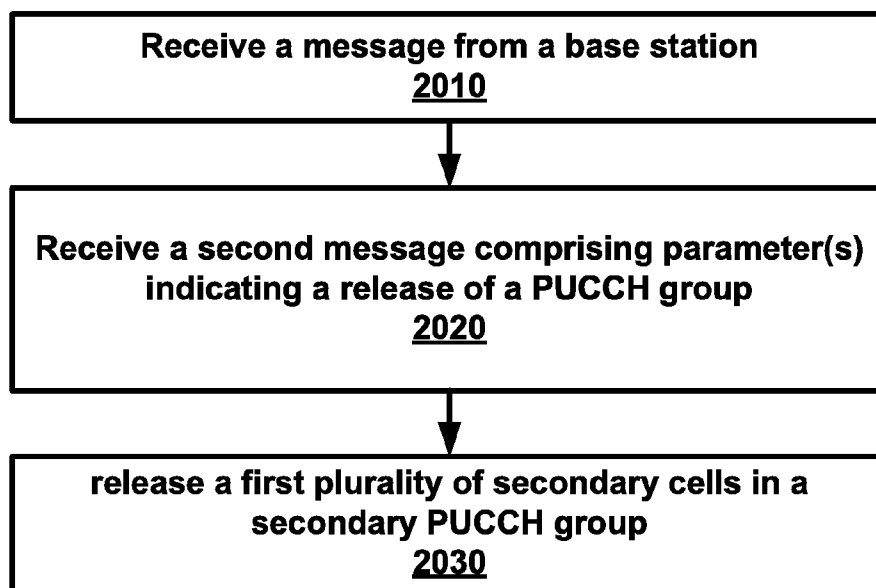 Receive a message from a base station
2010
Receive a second message comprising parameter(s)
indicating a release of a PUCCH group
2020
release a first plurality of secondary cells in a
secondary PUCCH group
2030